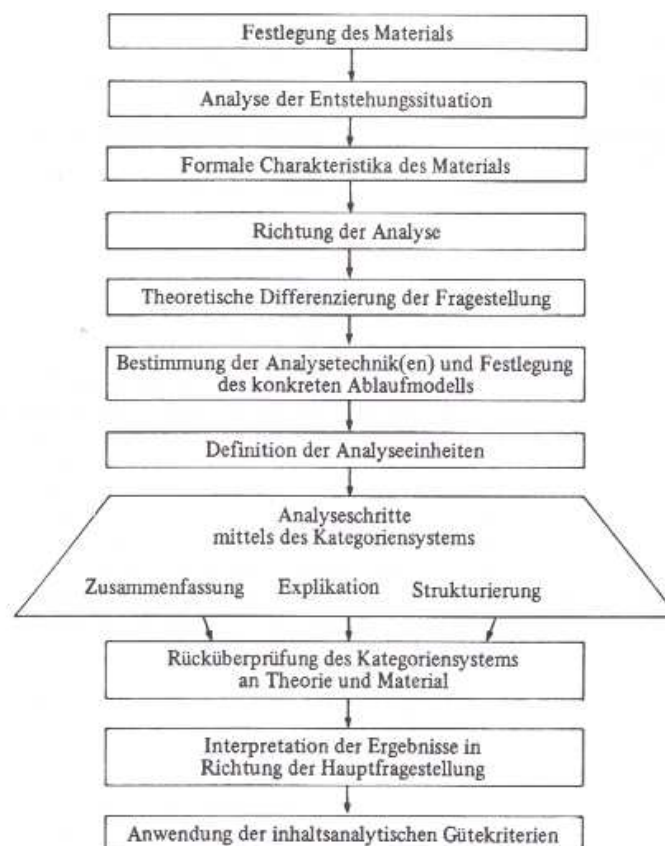 Festlegung des Materials
Analyse der Entstehungssituation
Formale Charakteristika des Materials
Richtung der Analyse
Theoretische Differenzierung der Fragestellung
Bestimmung der Analysetechnik(en) und Festlegung
des konkreten Ablaufmodells
Definition der Analyseeinheiten
Analyseschritte
mittels des Kategoriensystems
Zusammenfassung Explikation Strukturierung
Rücküberprüfung des Kategoriensystems
an Theorie und Material
Interpretation der Ergebnisse in
Richtung der Hauptfragestellung
Anwendung der inhaltsanalytischen Gütekriterien